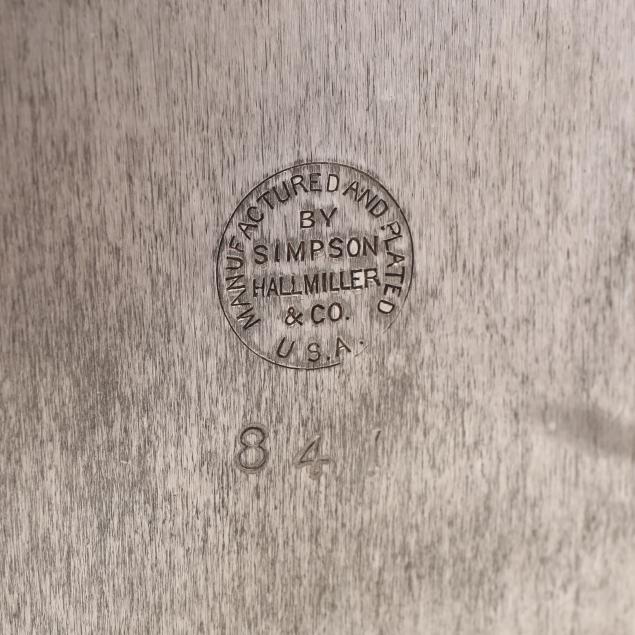 MANUFACTURED AND PLATED
BY
SIMPSON
HALL MILLER
& CO.
U.S.A.
84